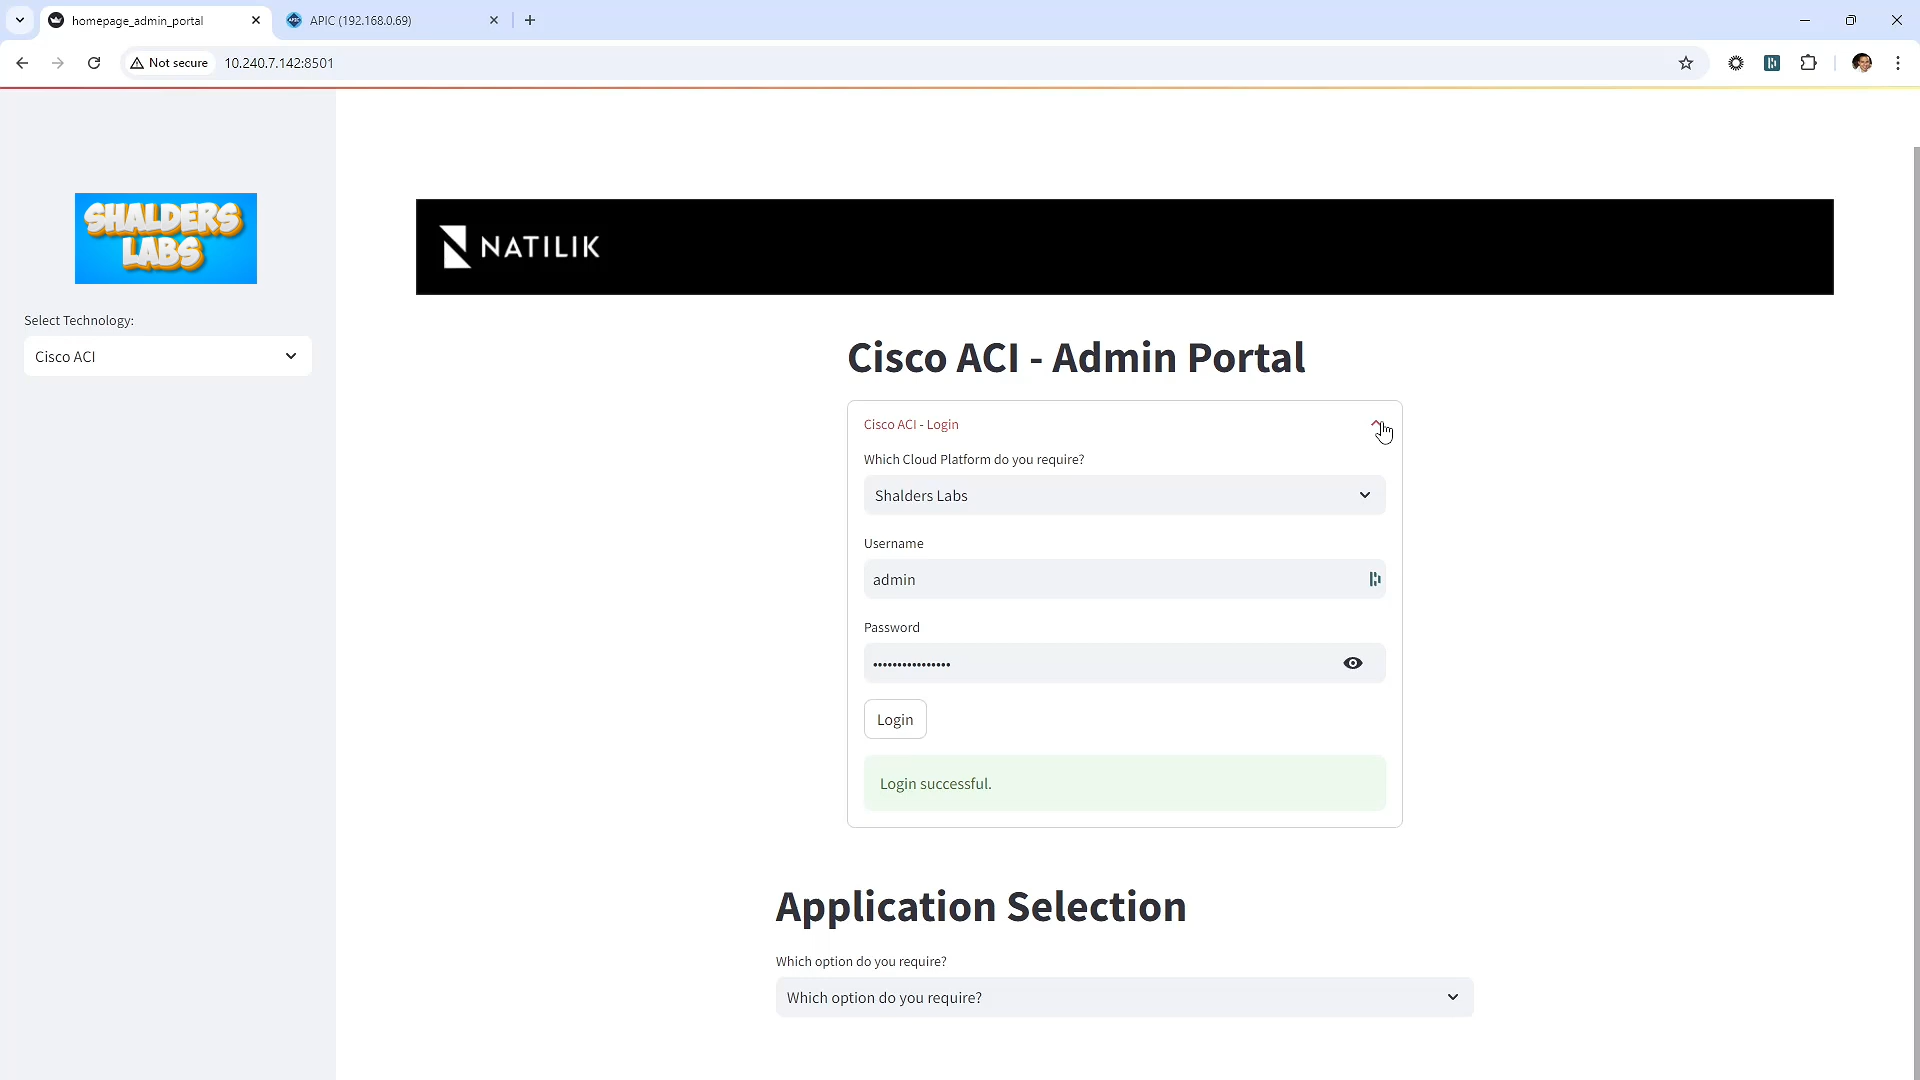 homepage_admin_portal
APIC (192.168.0.69)
Not secure
10.240.7.142:8501
SHALDERS
LABS
Select Technology:
Cisco ACI
NATILIK
Cisco ACI - Admin Portal
Cisco ACI - Login
Which Cloud Platform do you require?
Shalders Labs
Username
admin
Password
••••••••••••••••
Login
Login successful.
Application Selection
Which option do you require?
Which option do you require?